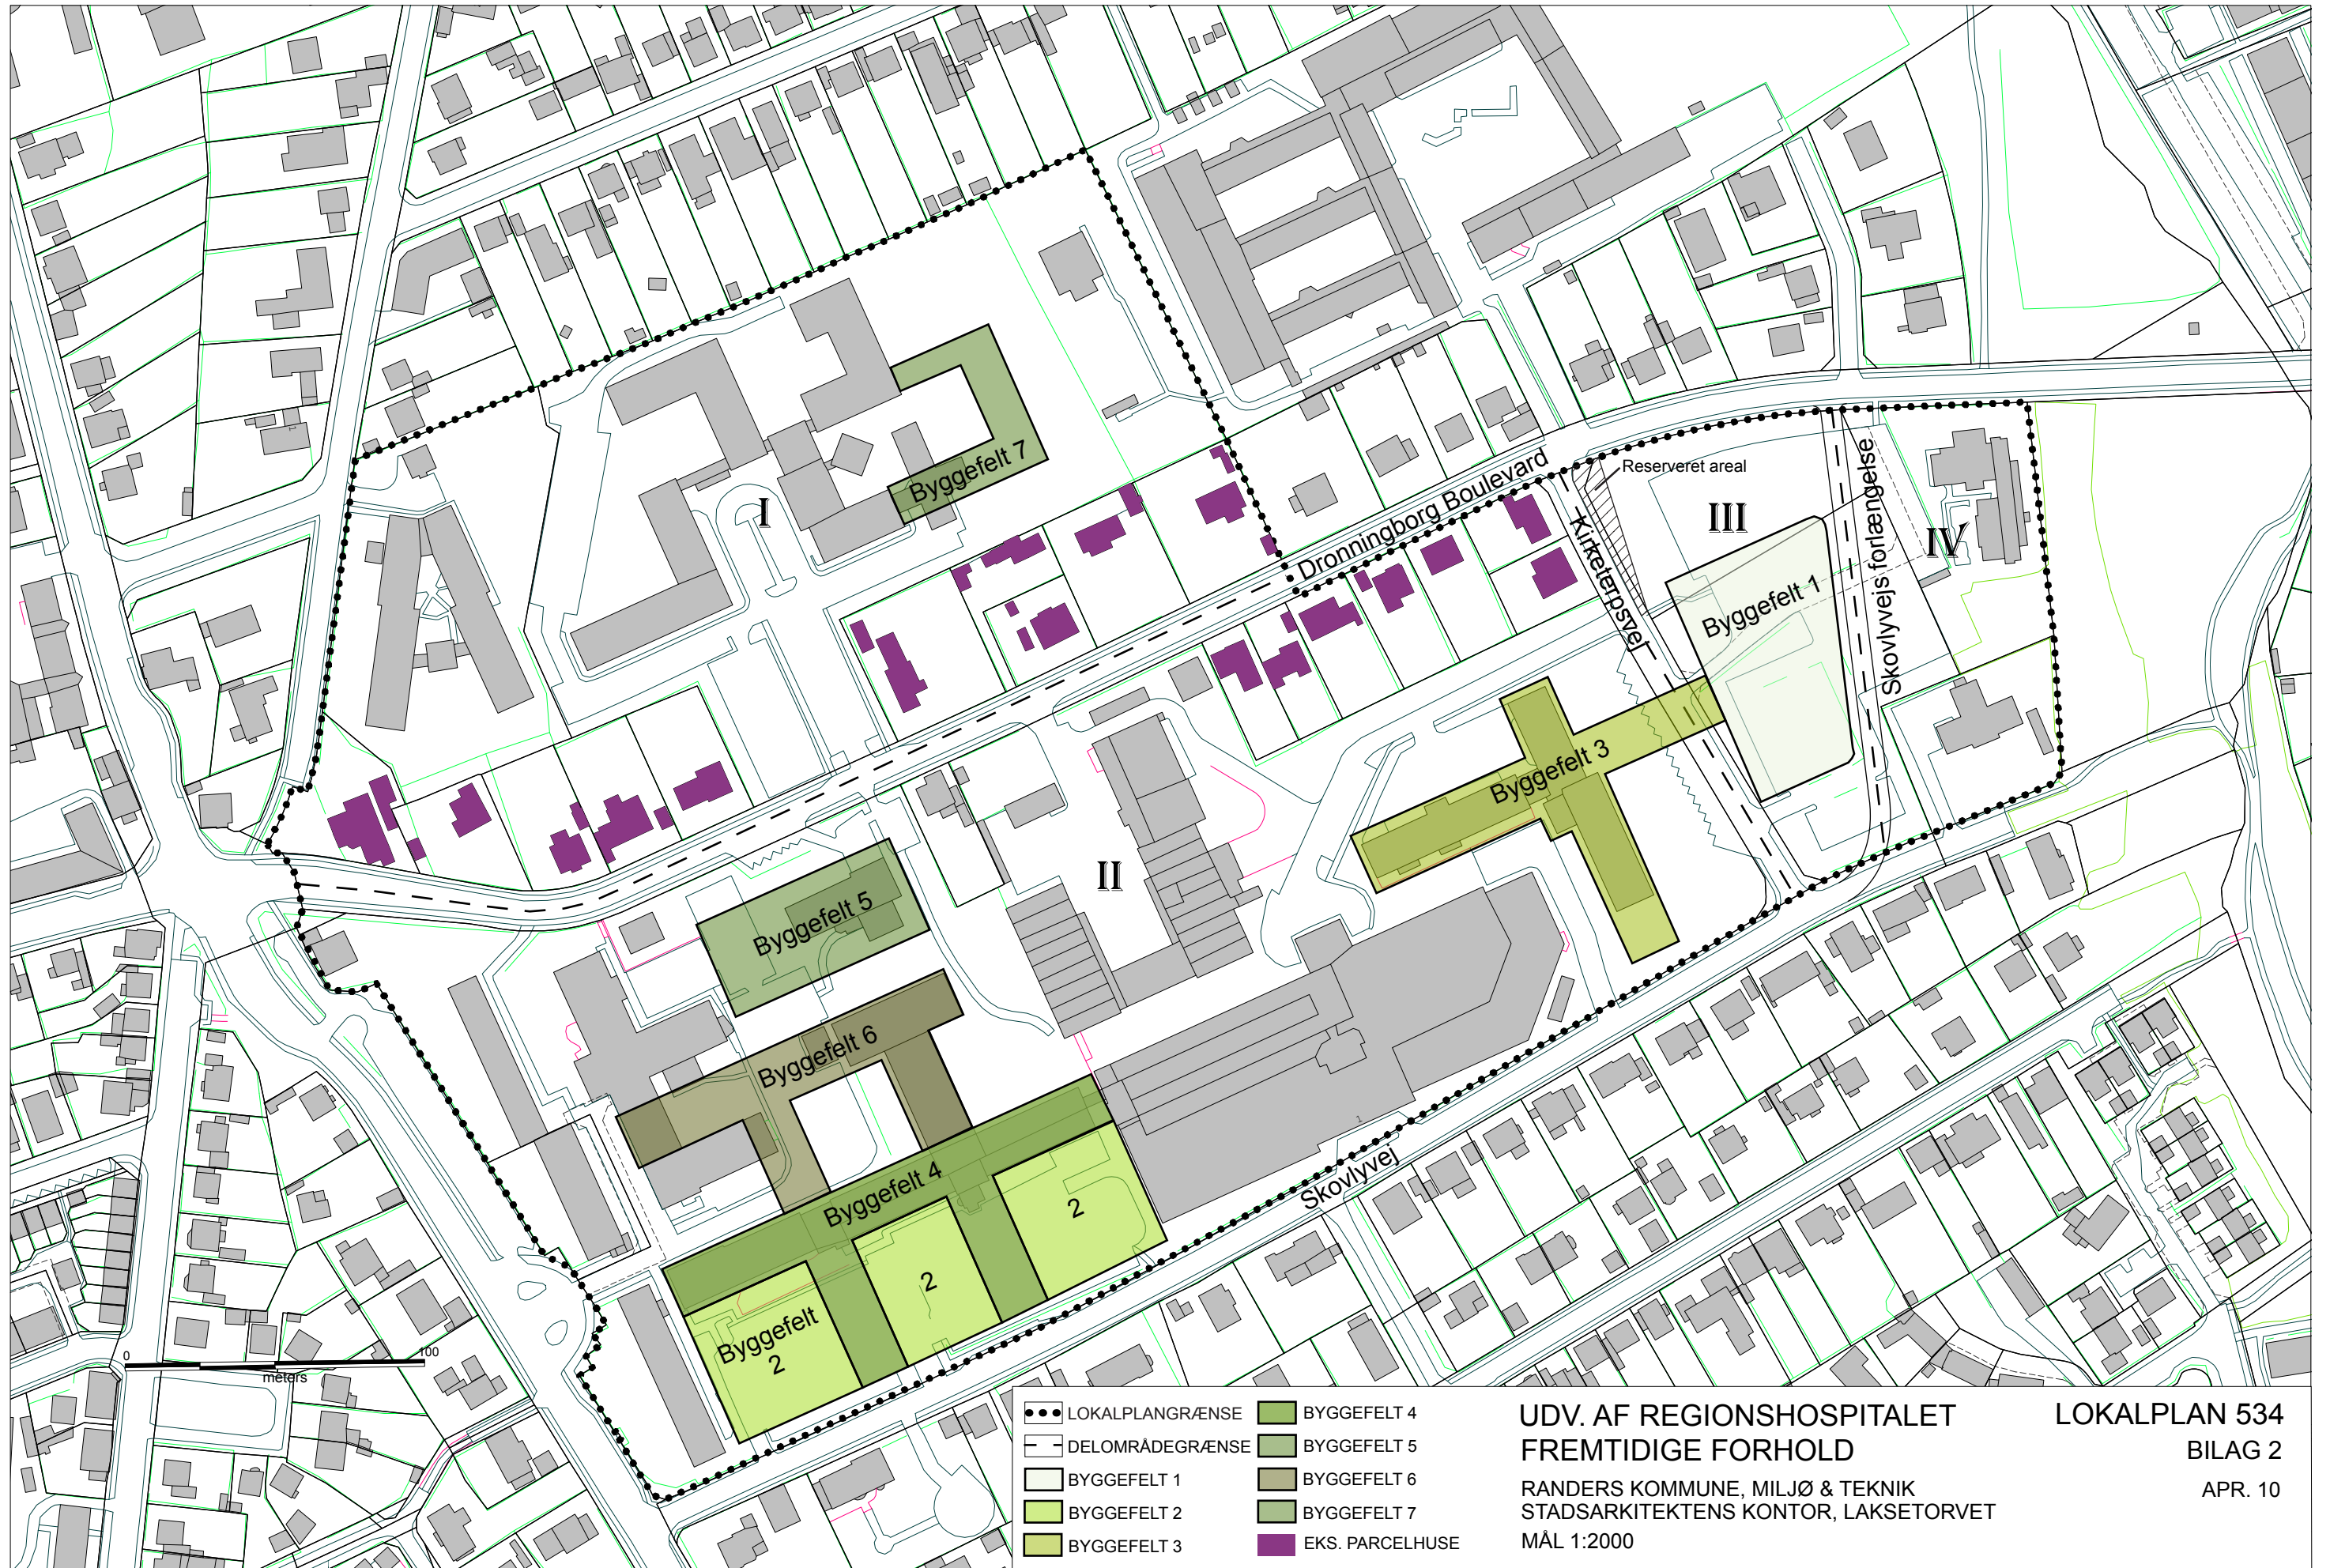 Byggefelt 7
I
Dronningborg Boulevard
Reserveret areal
III
Kirketerpsvej
Byggefelt 1
Skovlyvejs forlængelse
IV
Byggefelt 3
II
Byggefelt 5
Byggefelt 6
Byggefelt 4
2
2
Byggefelt
2
Skovlyvej
0
100
meters
LOKALPLANGRÆNSE
DELOMRÅDEGRÆNSE
BYGGEFELT 1
BYGGEFELT 2
BYGGEFELT 3
BYGGEFELT 4
BYGGEFELT 5
BYGGEFELT 6
BYGGEFELT 7
EKS. PARCELHUSE
UDV. AF REGIONSHOSPITALET
FREMTIDIGE FORHOLD
RANDERS KOMMUNE, MILJØ & TEKNIK
STADSARKITEKTENS KONTOR, LAKSETORVET
MÅL 1:2000
LOKALPLAN 534
BILAG 2
APR. 10